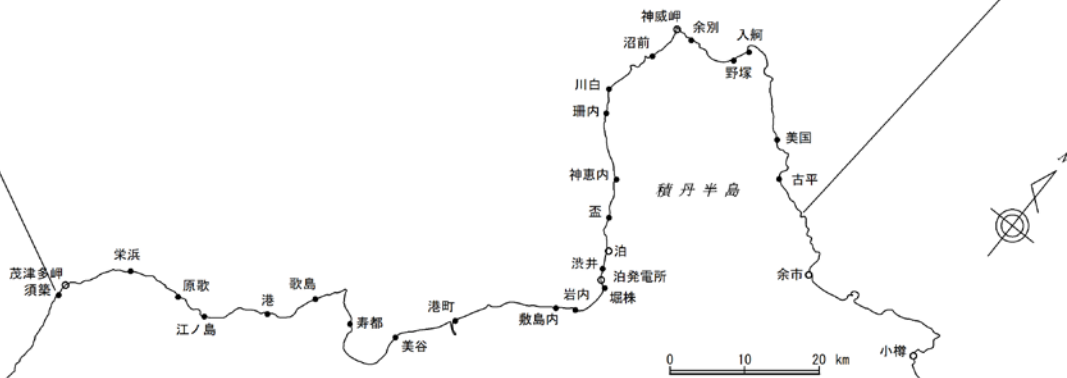 神威岬
余別
入舸
沼前
野塚
川白
珊内
美国
神恵内
積丹半島
古平
盃
泊
渋井
泊発電所
堀株
余市
栄浜
茂津多岬
須築
原歌
江ノ島
港
歌島
寿都
美谷
港町
岩内
敷島内
小樽
0 10 20 km
N